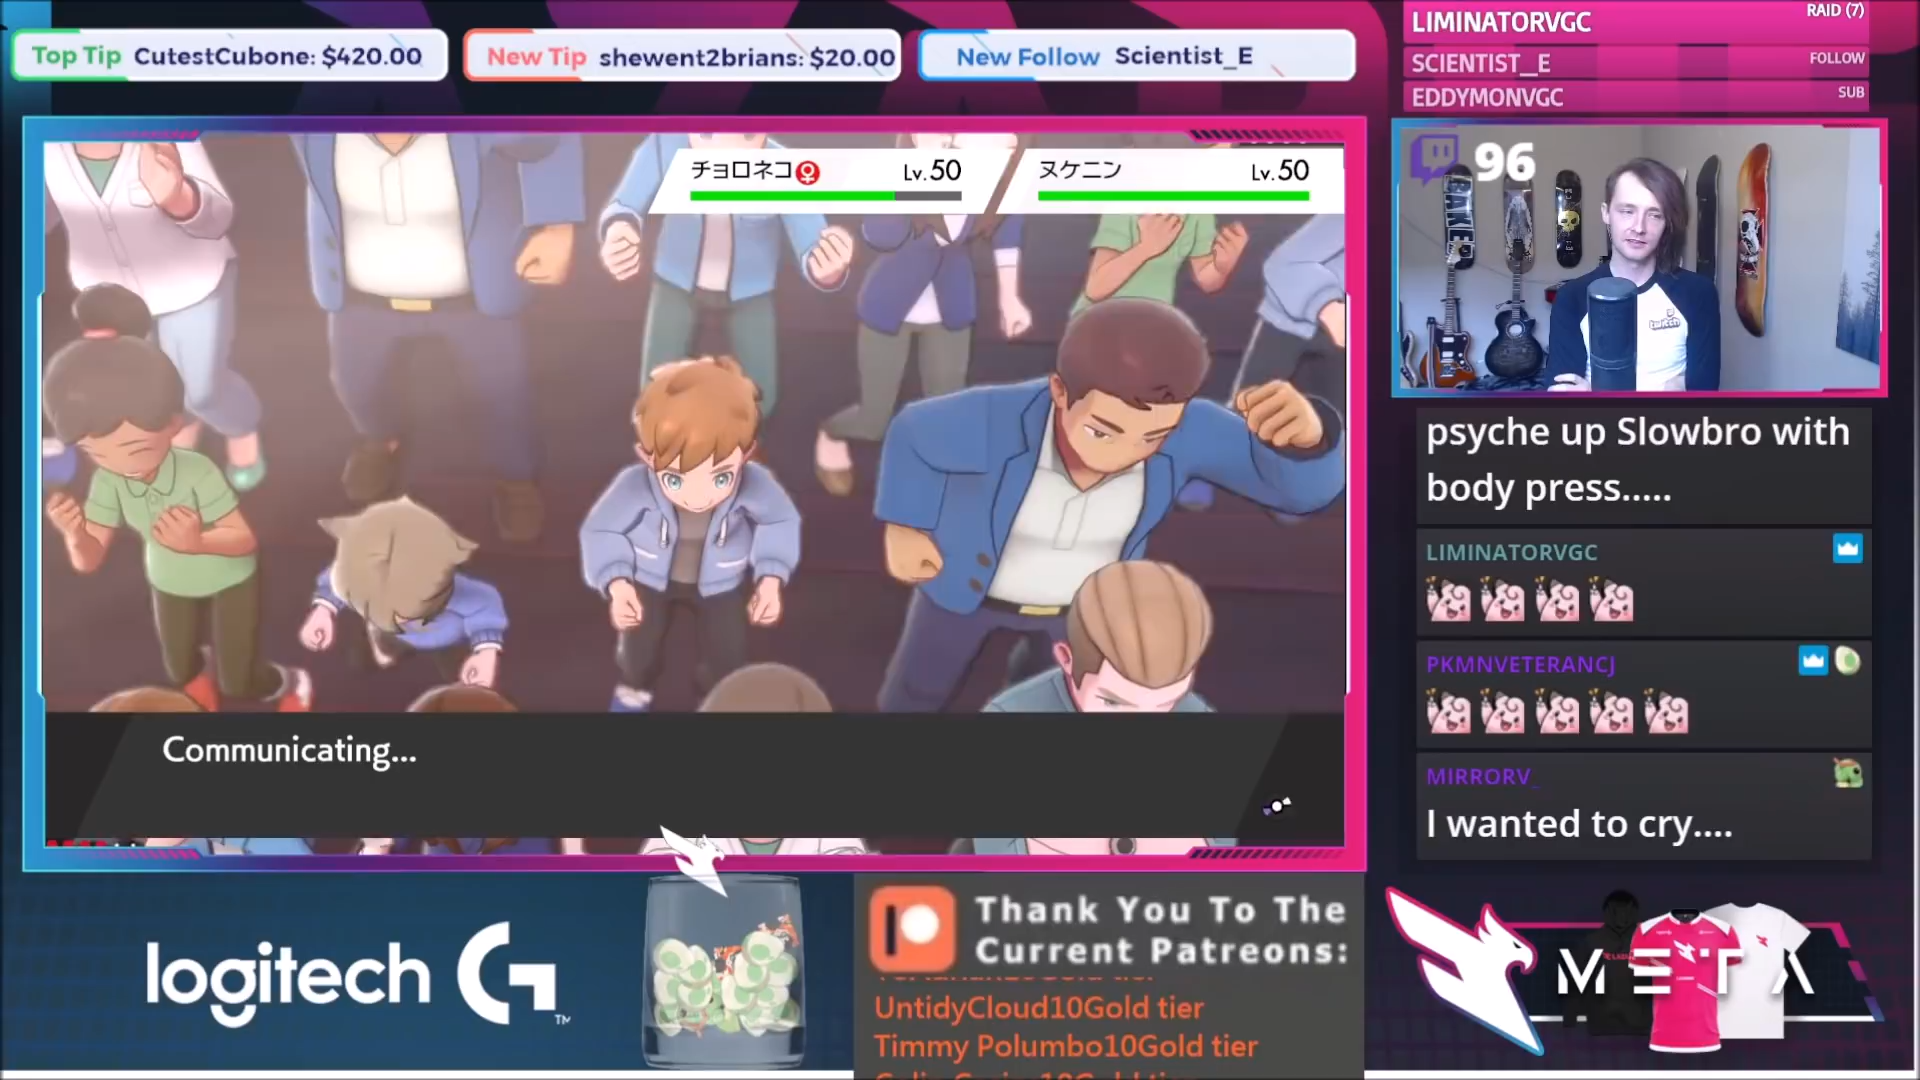 Top Tip CutestCubone: $420.00
New Tip shewent2brians: $20.00
New Follow Scientist_E
LIMINATORVGC RAID (7)
SCIENTIST_E FOLLOW
EDDYMONVGC SUB
チョロネコ♀ Lv.50
ヌケニン Lv.50
96
twitch
psyche up Slowbro with
body press.....
LIMINATORVGC
PKMNVETERANCJ
MIRRORV_
I wanted to cry....
Communicating...
logitech G TM
Thank You To The
Current Patreons:
UntidyCloud10Gold tier
Timmy Polumbo10Gold tier
META